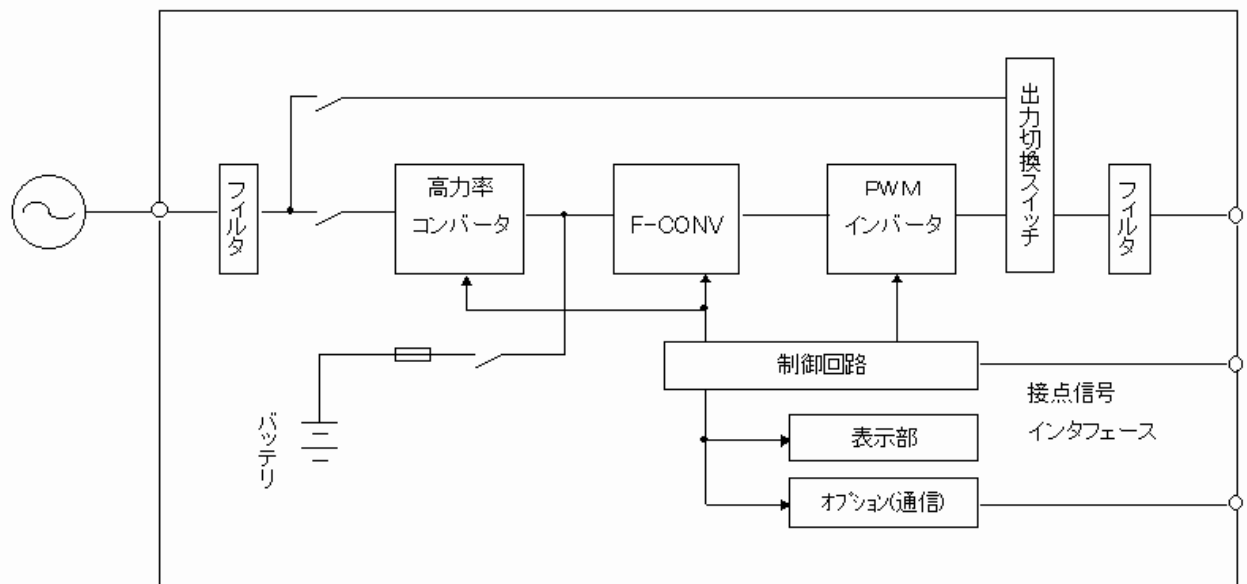 出力切換スイッチ
フィルタ
高力率
コンバータ
F-CONV
PWM
インバータ
フィルタ
制御回路
接点信号
インタフェース
バッテリ
表示部
オプション(通信)